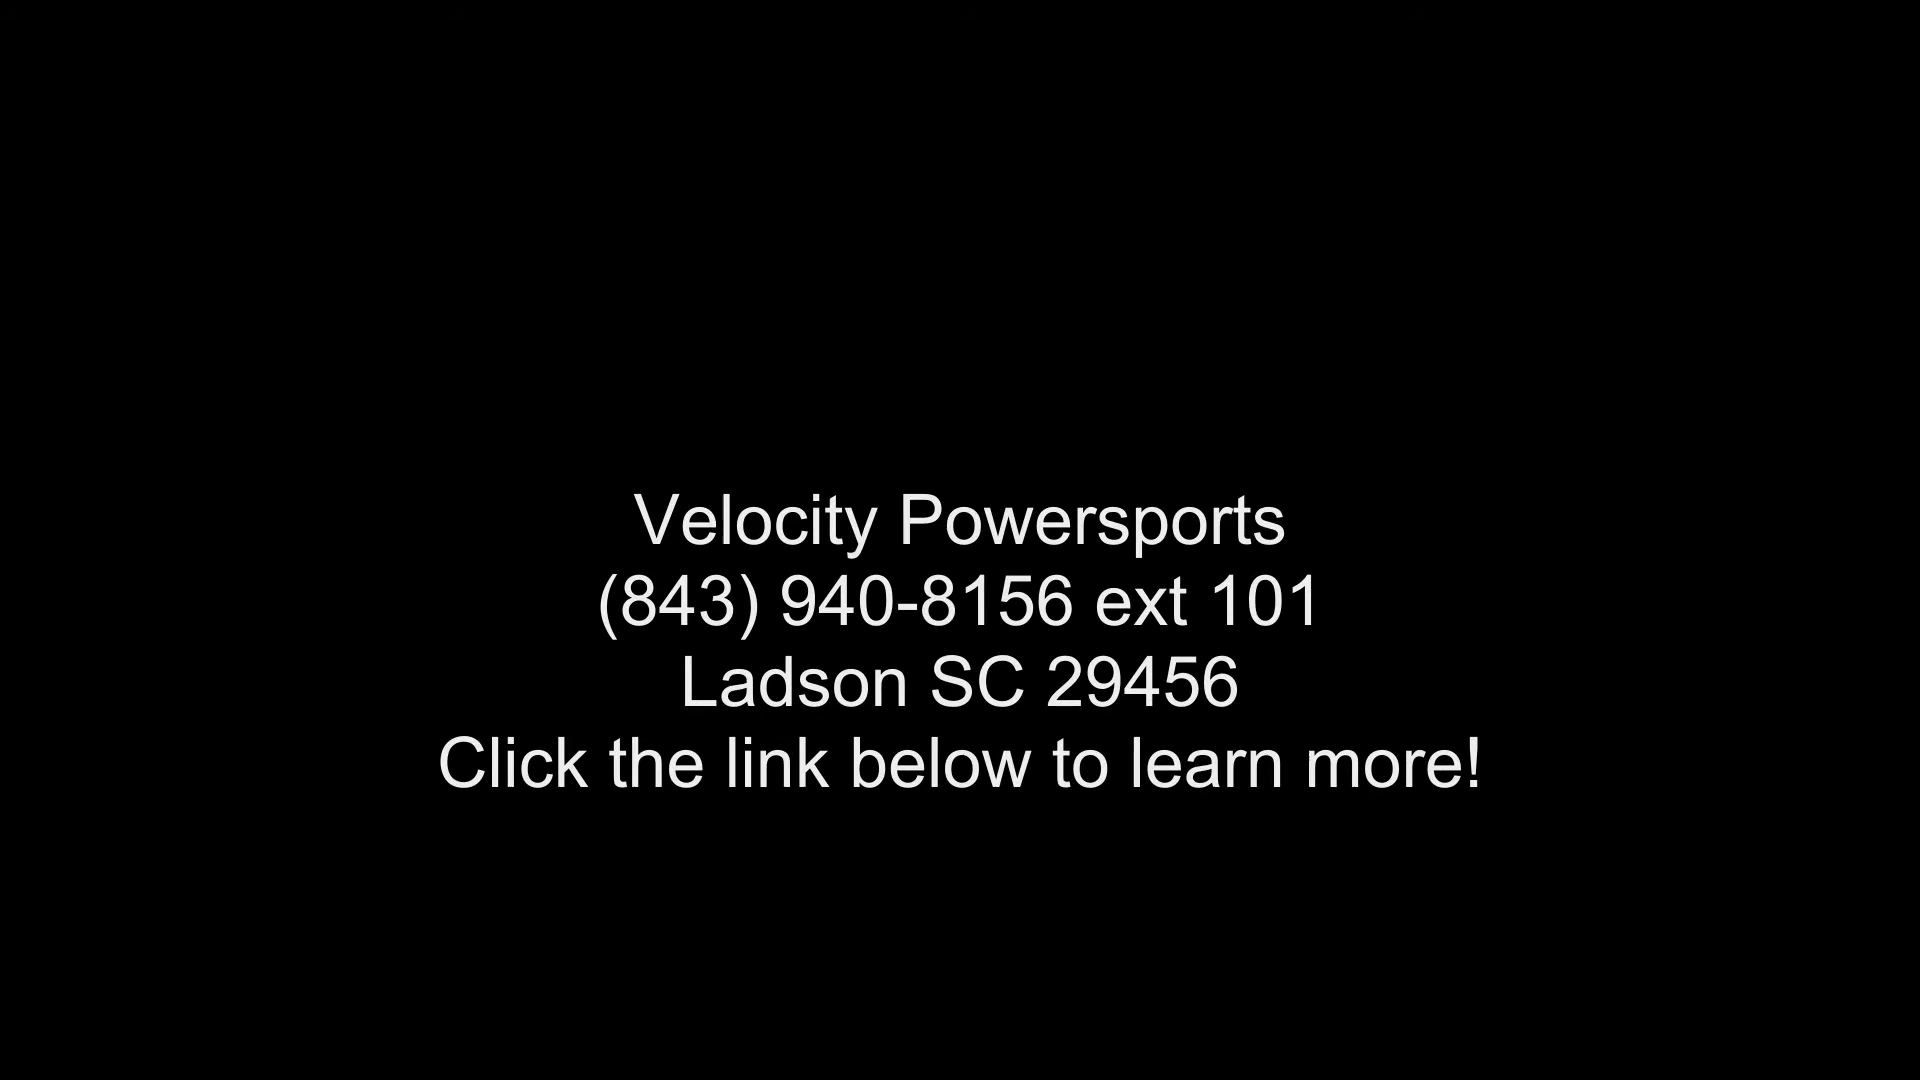 Velocity Powersports
(843) 940-8156 ext 101
Ladson SC 29456
Click the link below to learn more!